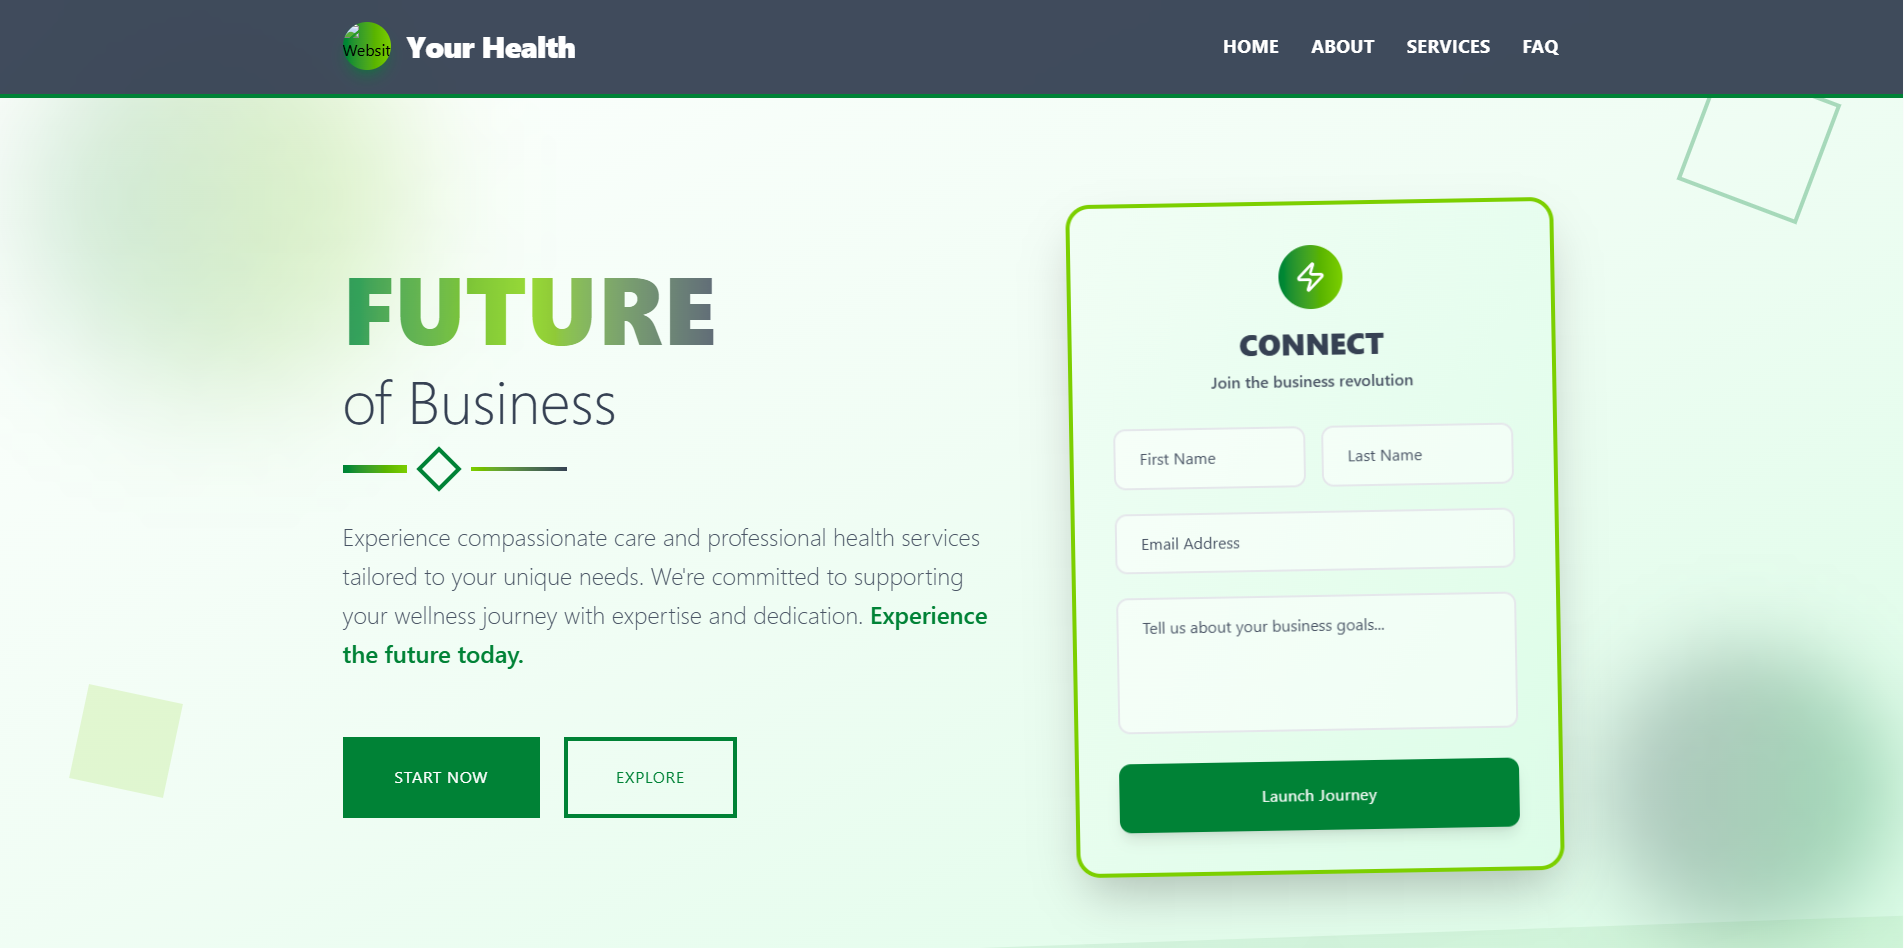 Websit
Your Health
HOME ABOUT SERVICES FAQ
FUTURE
of Business
Experience compassionate care and professional health services
tailored to your unique needs. We're committed to supporting
your wellness journey with expertise and dedication. Experience
the future today.
START NOW
EXPLORE
CONNECT
Join the business revolution
First Name
Last Name
Email Address
Tell us about your business goals...
Launch Journey